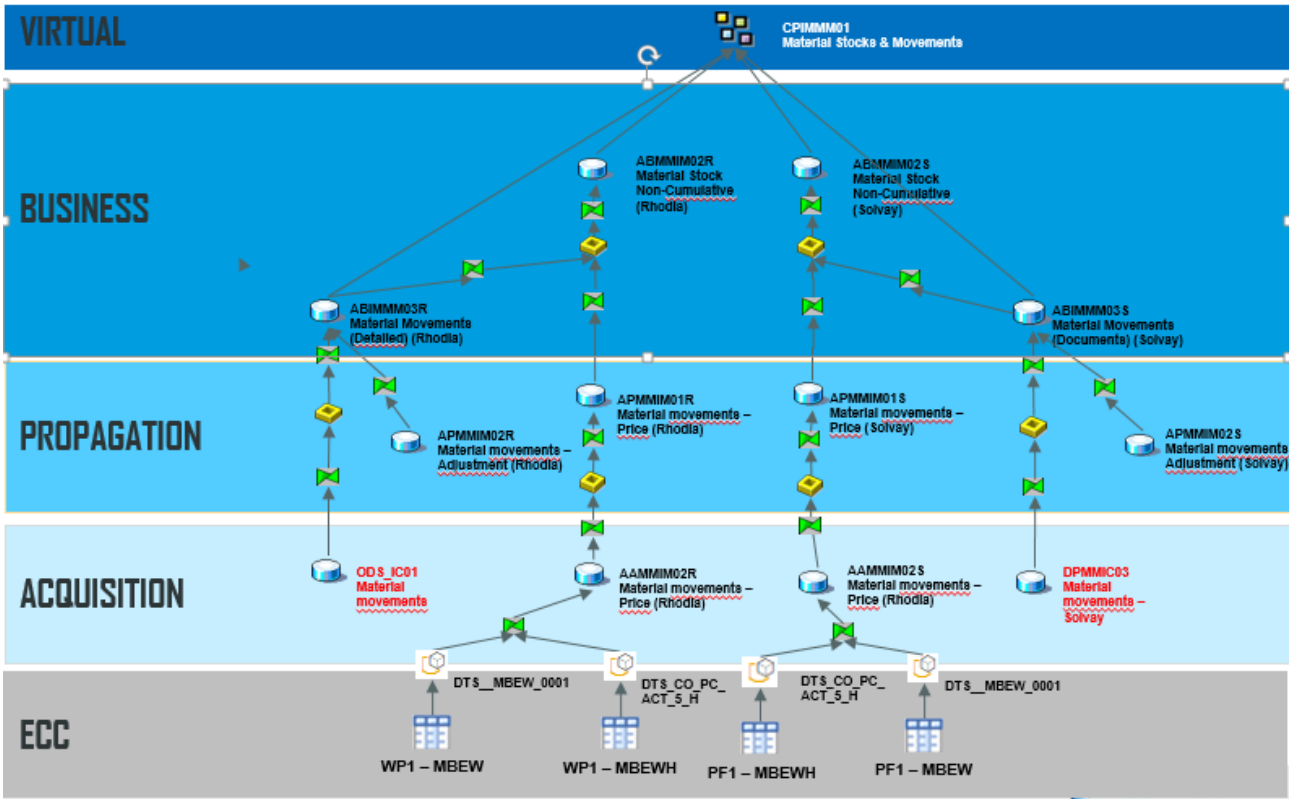 VIRTUAL
CPIMMM01
Material Stocks & Movements
BUSINESS
ABMMIM02R
Material Stock
Non-Cumulative
(Rhodia)
ABMMIM02S
Material Stock
Non-Cumulative
(Solvay)
ABIMMM03R
Material Movements
(Detailed) (Rhodia)
ABIMMM03S
Material Movements
(Documents) (Solvay)
PROPAGATION
APMMIM02R
Material movements –
Adjustment (Rhodia)
APMMIM01R
Material movements –
Price (Rhodia)
APMMIM01S
Material movements –
Price (Solvay)
APMMIM02S
Material movements
Adjustment (Solvay)
ACQUISITION
ODS_IC01
Material
movements
AAMMIM02R
Material movements –
Price (Rhodia)
AAMMIM02S
Material movements –
Price (Rhodia)
DPMMIC03
Material
movements –
Solvay
ECC
DTS__MBEW_0001
DTS_CO_PC_
ACT_5_H
DTS_CO_PC_
ACT_5_H
DTS__MBEW_0001
WP1 – MBEW
WP1 – MBEWH
PF1 – MBEWH
PF1 – MBEW